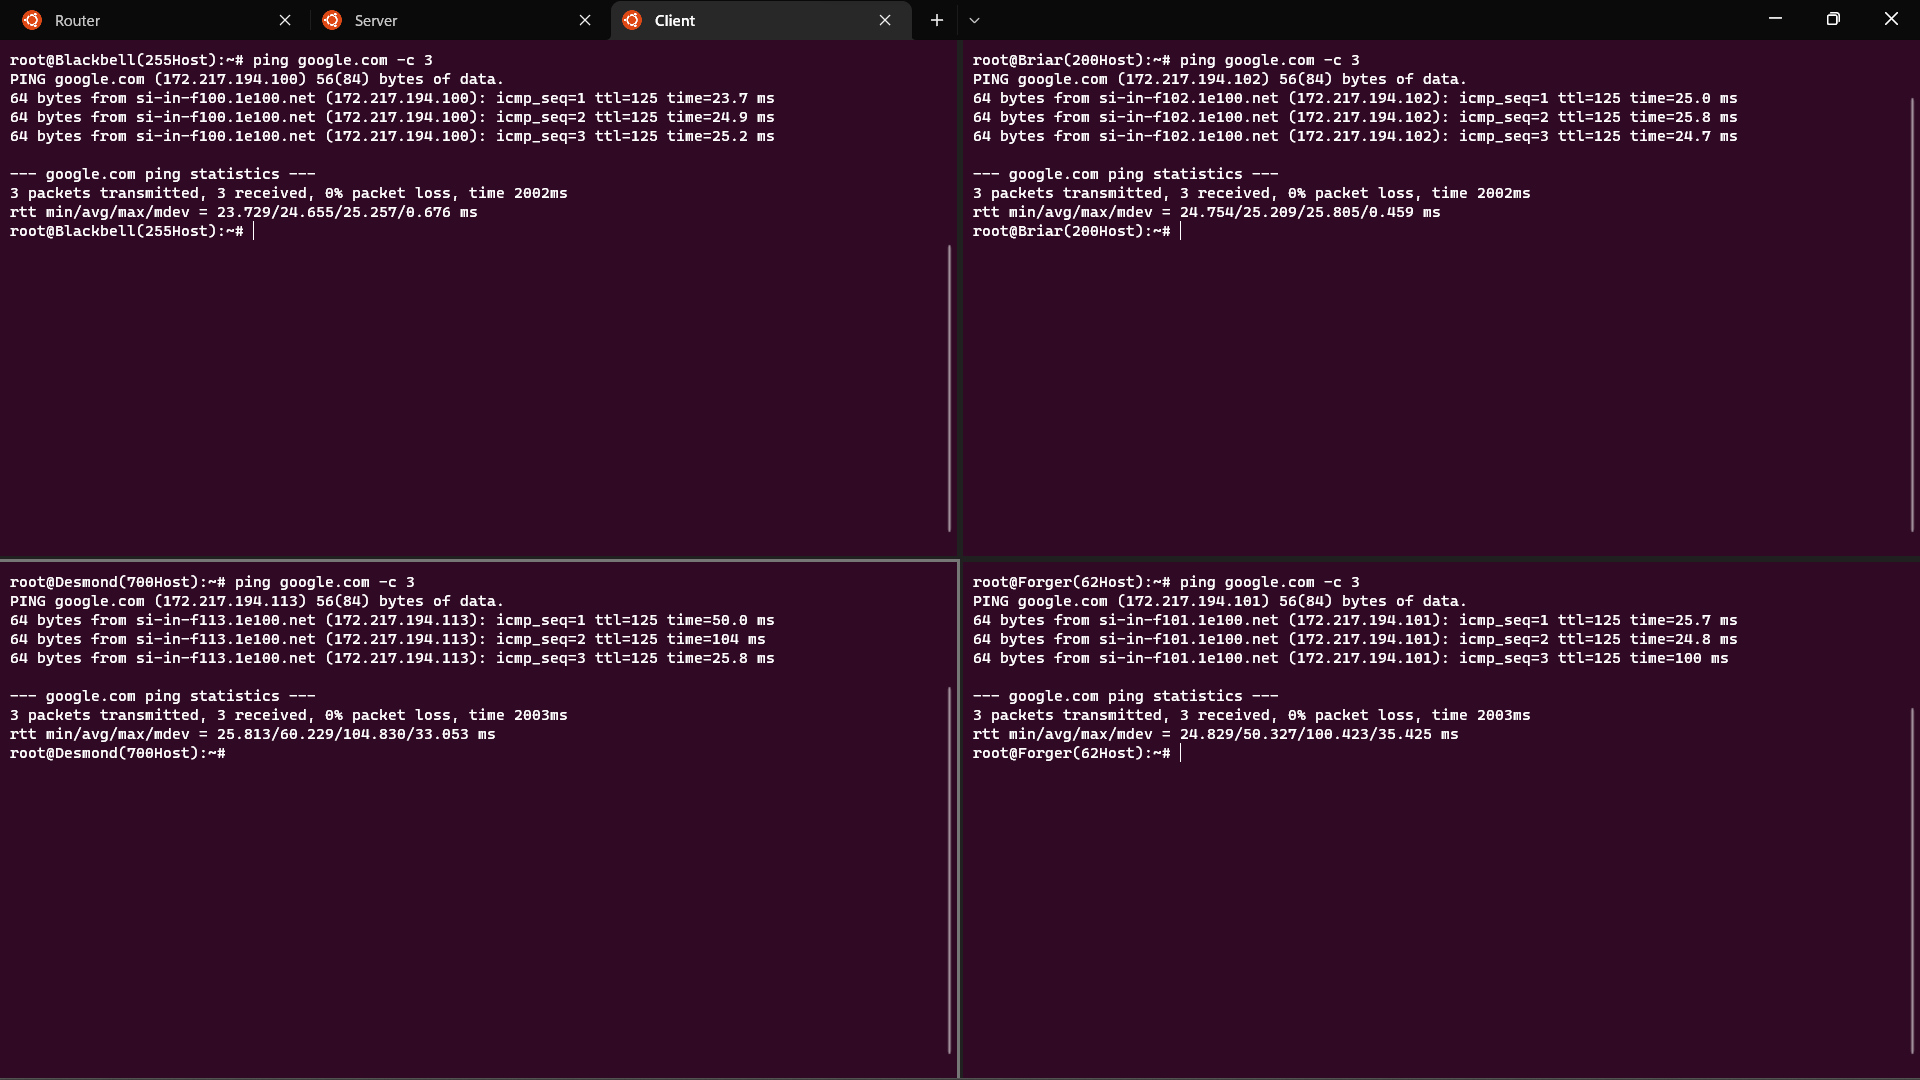 Router
Server
Client
root@Blackbell(255Host):~# ping google.com -c 3
PING google.com (172.217.194.100) 56(84) bytes of data.
64 bytes from si-in-f100.1e100.net (172.217.194.100): icmp_seq=1 ttl=125 time=23.7 ms
64 bytes from si-in-f100.1e100.net (172.217.194.100): icmp_seq=2 ttl=125 time=24.9 ms
64 bytes from si-in-f100.1e100.net (172.217.194.100): icmp_seq=3 ttl=125 time=25.2 ms
--- google.com ping statistics ---
3 packets transmitted, 3 received, 0% packet loss, time 2002ms
rtt min/avg/max/mdev = 23.729/24.655/25.257/0.676 ms
root@Blackbell(255Host):~#
root@Briar(200Host):~# ping google.com -c 3
PING google.com (172.217.194.102) 56(84) bytes of data.
64 bytes from si-in-f102.1e100.net (172.217.194.102): icmp_seq=1 ttl=125 time=25.0 ms
64 bytes from si-in-f102.1e100.net (172.217.194.102): icmp_seq=2 ttl=125 time=25.8 ms
64 bytes from si-in-f102.1e100.net (172.217.194.102): icmp_seq=3 ttl=125 time=24.7 ms
--- google.com ping statistics ---
3 packets transmitted, 3 received, 0% packet loss, time 2002ms
rtt min/avg/max/mdev = 24.754/25.209/25.805/0.459 ms
root@Briar(200Host):~#
root@Desmond(700Host):~# ping google.com -c 3
PING google.com (172.217.194.113) 56(84) bytes of data.
64 bytes from si-in-f113.1e100.net (172.217.194.113): icmp_seq=1 ttl=125 time=50.0 ms
64 bytes from si-in-f113.1e100.net (172.217.194.113): icmp_seq=2 ttl=125 time=104 ms
64 bytes from si-in-f113.1e100.net (172.217.194.113): icmp_seq=3 ttl=125 time=25.8 ms
--- google.com ping statistics ---
3 packets transmitted, 3 received, 0% packet loss, time 2003ms
rtt min/avg/max/mdev = 25.813/60.229/104.830/33.053 ms
root@Desmond(700Host):~#
root@Forger(62Host):~# ping google.com -c 3
PING google.com (172.217.194.101) 56(84) bytes of data.
64 bytes from si-in-f101.1e100.net (172.217.194.101): icmp_seq=1 ttl=125 time=25.7 ms
64 bytes from si-in-f101.1e100.net (172.217.194.101): icmp_seq=2 ttl=125 time=24.8 ms
64 bytes from si-in-f101.1e100.net (172.217.194.101): icmp_seq=3 ttl=125 time=100 ms
--- google.com ping statistics ---
3 packets transmitted, 3 received, 0% packet loss, time 2003ms
rtt min/avg/max/mdev = 24.829/50.327/100.423/35.425 ms
root@Forger(62Host):~#